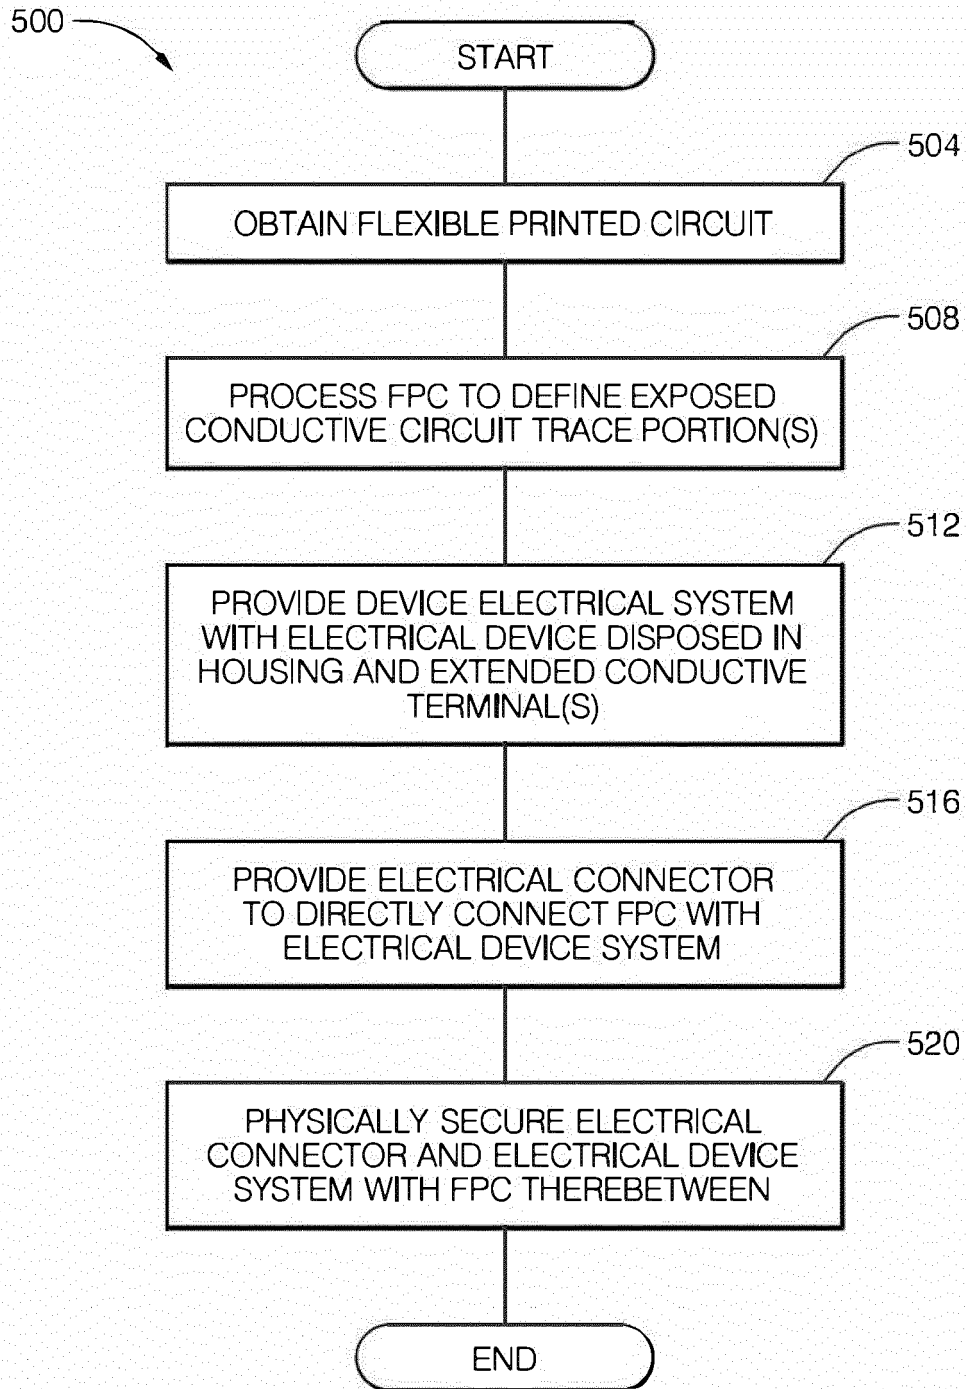 500
START
504
OBTAIN FLEXIBLE PRINTED CIRCUIT
508
PROCESS FPC TO DEFINE EXPOSED
CONDUCTIVE CIRCUIT TRACE PORTION(S)
512
PROVIDE DEVICE ELECTRICAL SYSTEM
WITH ELECTRICAL DEVICE DISPOSED IN
HOUSING AND EXTENDED CONDUCTIVE
TERMINAL(S)
516
PROVIDE ELECTRICAL CONNECTOR
TO DIRECTLY CONNECT FPC WITH
ELECTRICAL DEVICE SYSTEM
520
PHYSICALLY SECURE ELECTRICAL
CONNECTOR AND ELECTRICAL DEVICE
SYSTEM WITH FPC THEREBETWEEN
END